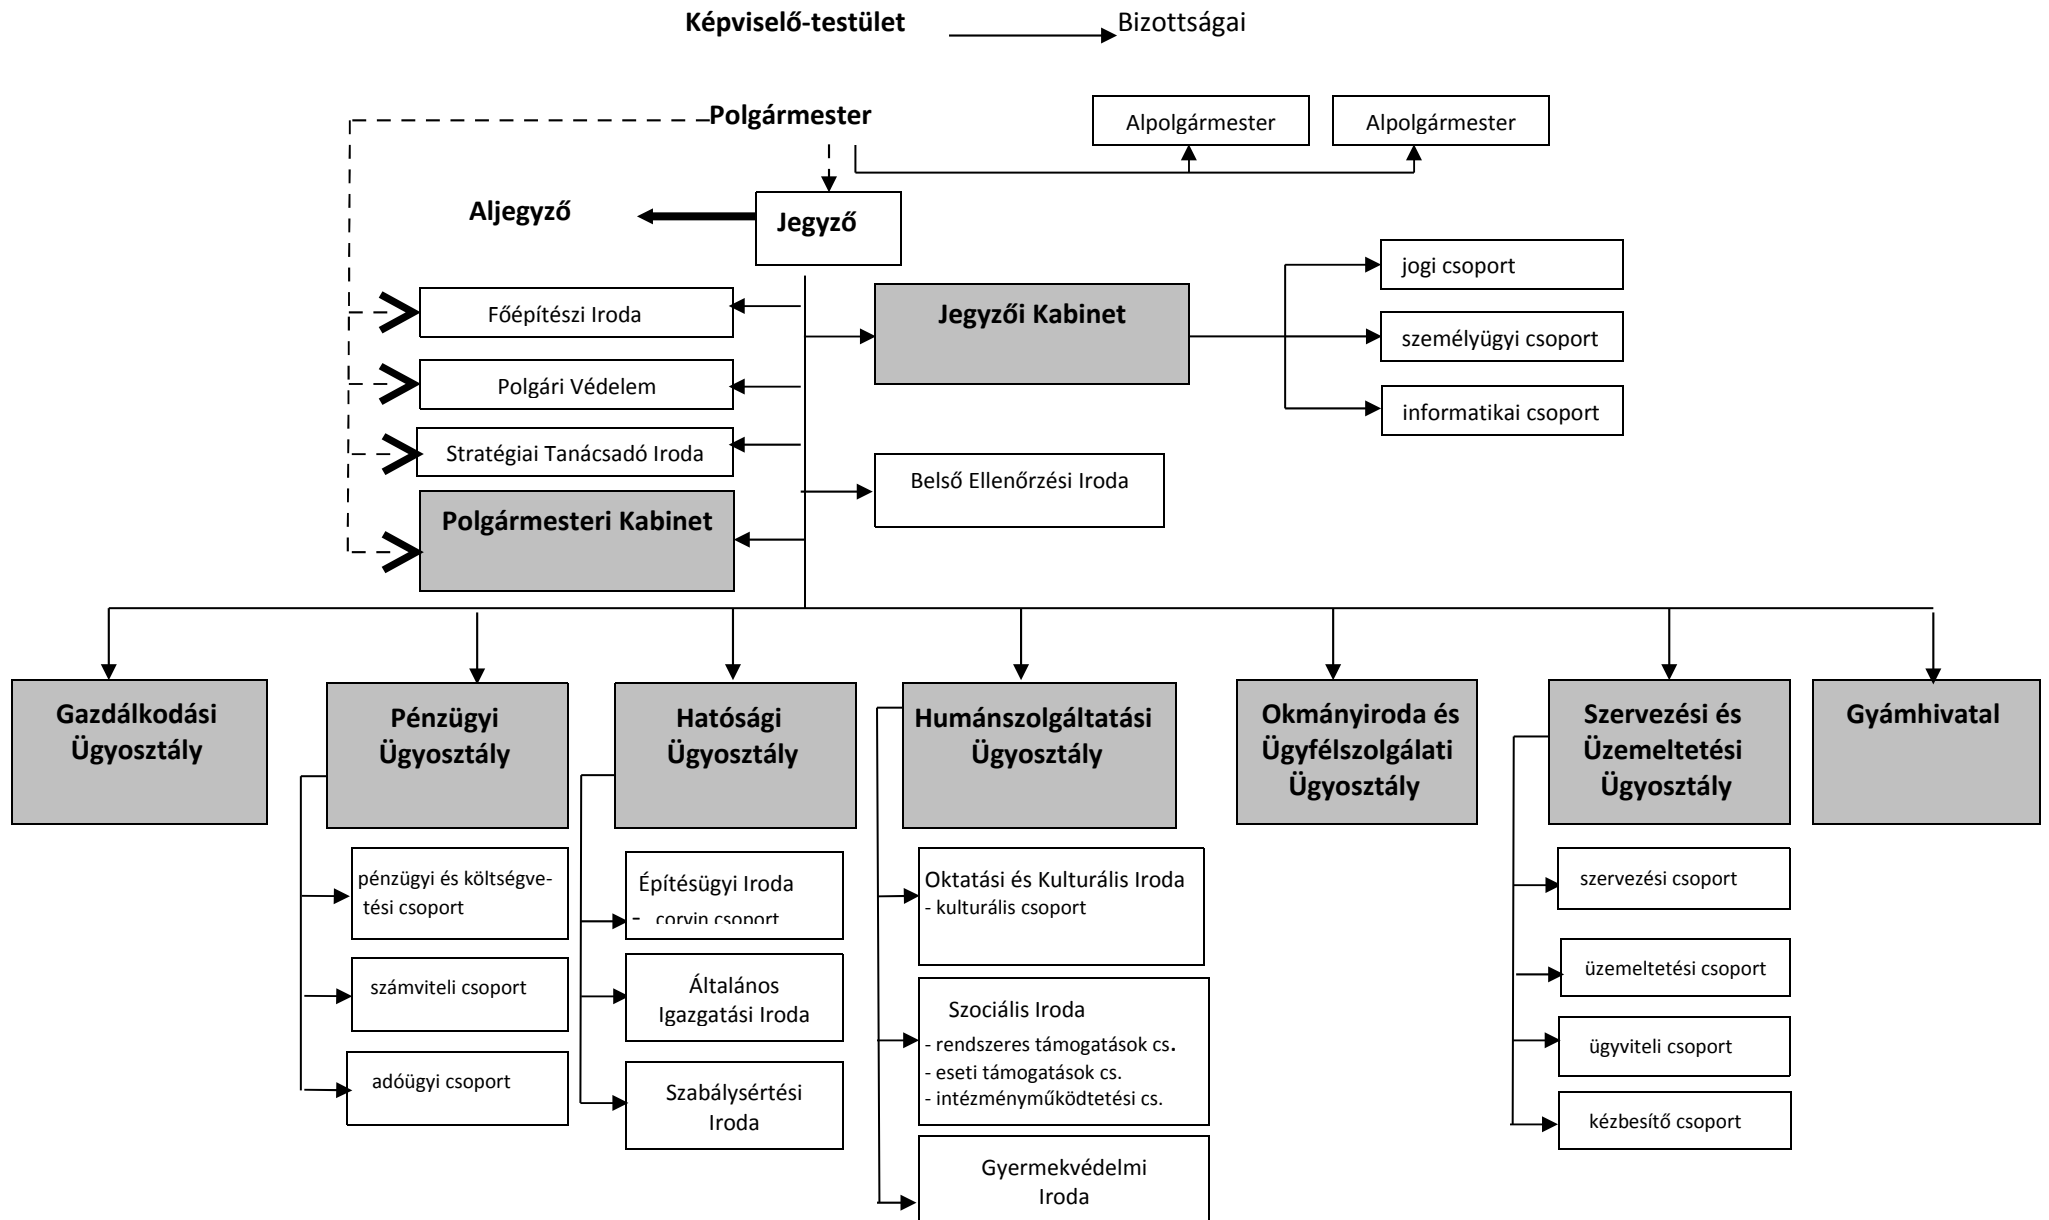 Képviselő-testület Bizottságai
Polgármester
Alpolgármester
Alpolgármester
Aljegyző
Jegyző
jogi csoport
Főépítészi Iroda
Jegyzői Kabinet
személyügyi csoport
Polgári Védelem
informatikai csoport
Stratégiai Tanácsadó Iroda
Belső Ellenőrzési Iroda
Polgármesteri Kabinet
Gazdálkodási
Ügyosztály
Pénzügyi
Ügyosztály
Hatósági
Ügyosztály
Humánszolgáltatási
Ügyosztály
Okmányiroda és
Ügyfélszolgálati
Ügyosztály
Szervezési és
Üzemeltetési
Ügyosztály
Gyámhivatal
pénzügyi és költségve-
tési csoport
számviteli csoport
adóügyi csoport
Építésügyi Iroda
- corvin csoport
Általános
Igazgatási Iroda
Szabálysértési
Iroda
Oktatási és Kulturális Iroda
- kulturális csoport
Szociális Iroda
- rendszeres támogatások cs.
- eseti támogatások cs.
- intézményműködtetési cs.
Gyermekvédelmi
Iroda
szervezési csoport
üzemeltetési csoport
ügyviteli csoport
kézbesítő csoport